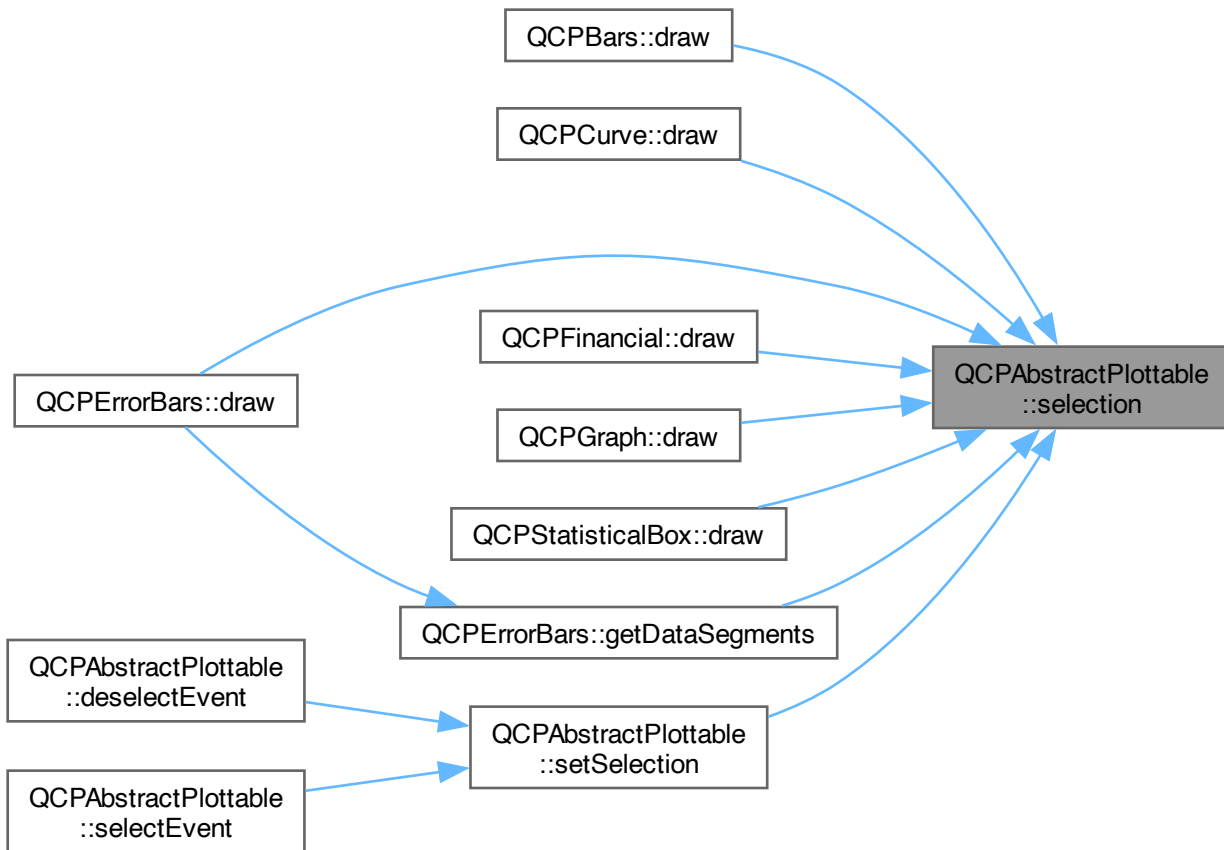 QCPBars::draw
QCPCurve::draw
QCPFinancial::draw
QCPAbstractPlottable
::selection
QCPErrorBars::draw
QCPGraph::draw
QCPStatisticalBox::draw
QCPErrorBars::getDataSegments
QCPAbstractPlottable
::deselectEvent
QCPAbstractPlottable
::setSelection
QCPAbstractPlottable
::selectEvent